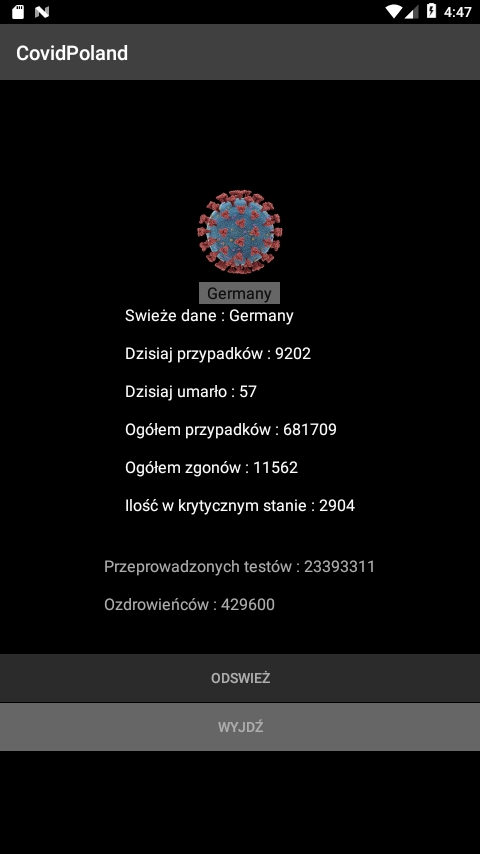 4:47
CovidPoland
Germany
Swieże dane : Germany
Dzisiaj przypadków : 9202
Dzisiaj umarło : 57
Ogółem przypadków : 681709
Ogółem zgonów : 11562
Ilość w krytycznym stanie : 2904
Przeprowadzonych testów : 23393311
Ozdrowieńców : 429600
ODSWIEŻ
WYJDŹ